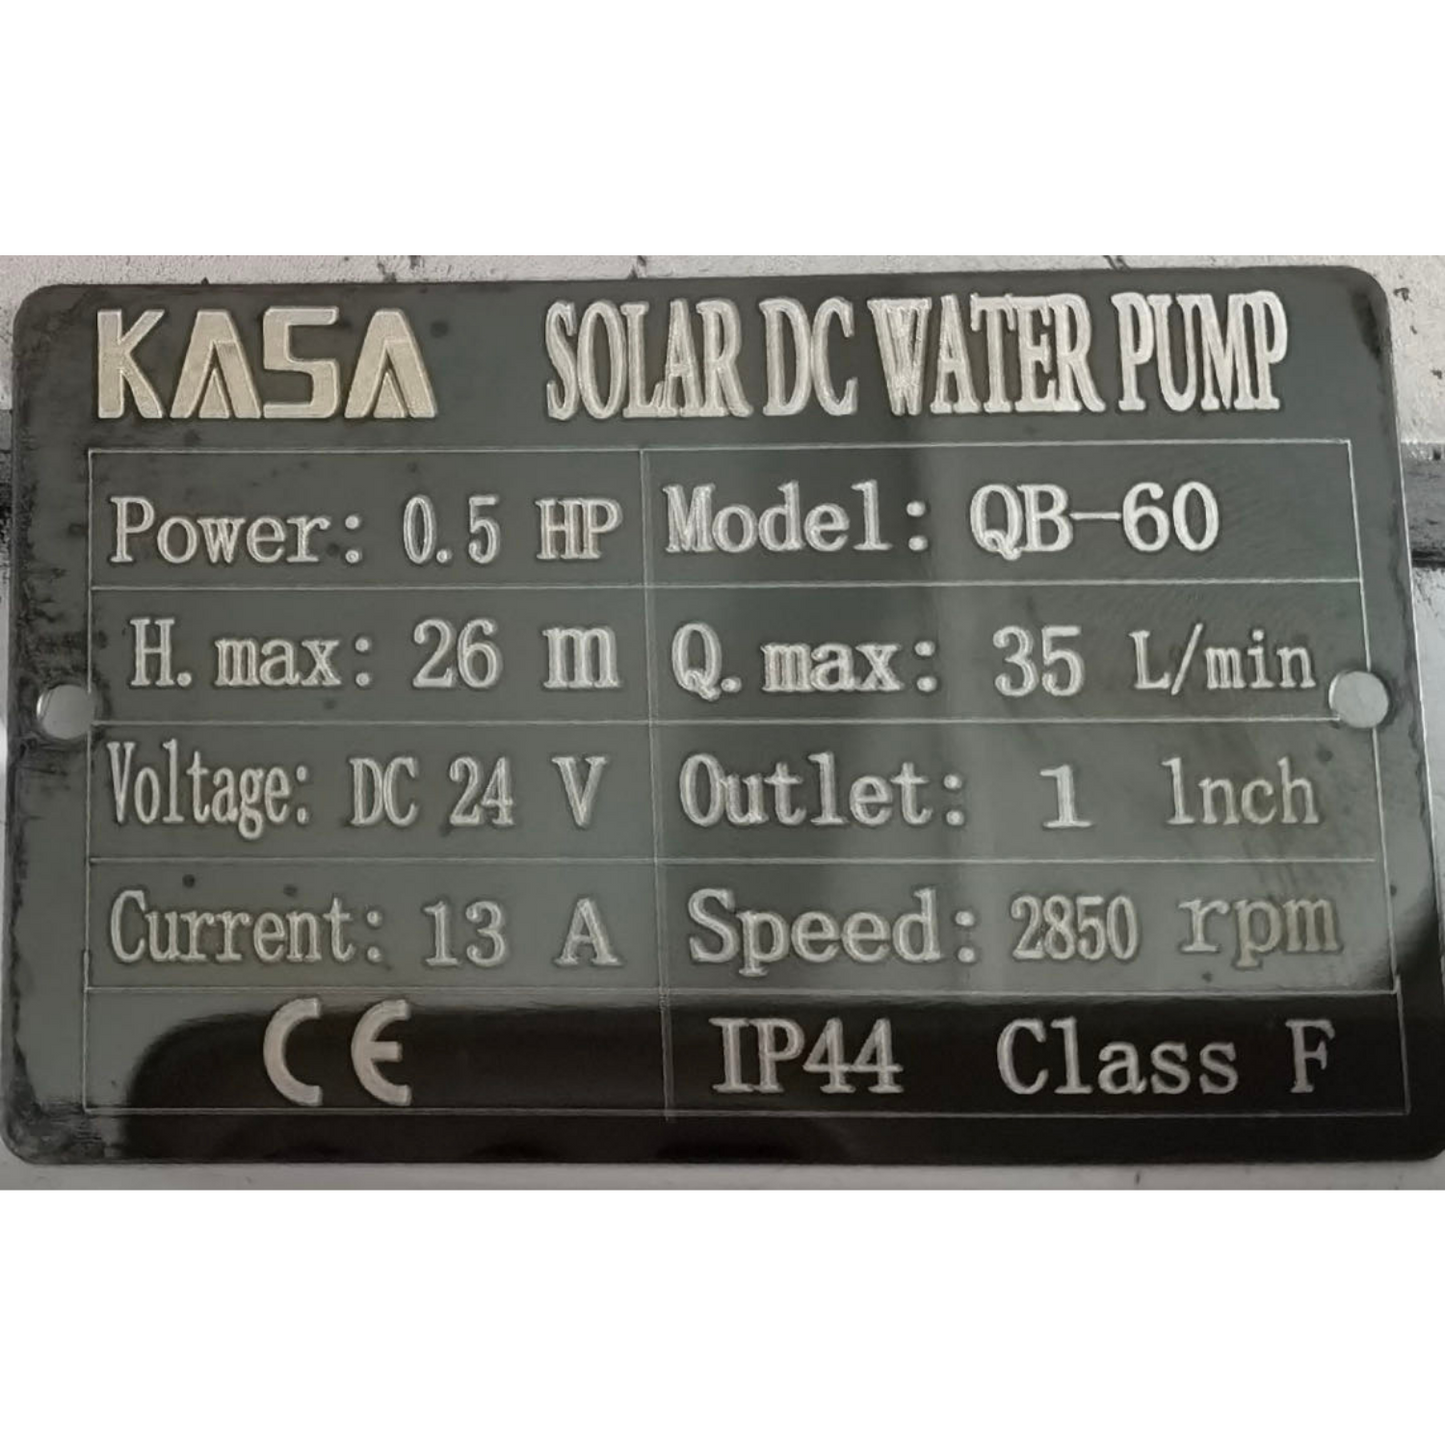 KASA SOLAR DC WATER PUMP
Power: 0.5 HP Model: QB-60
H.max: 26 m Q.max: 35 L/min
Voltage: DC 24 V Outlet: 1 lnch
Current: 13 A Speed: 2850 rpm
CE IP44 Class F